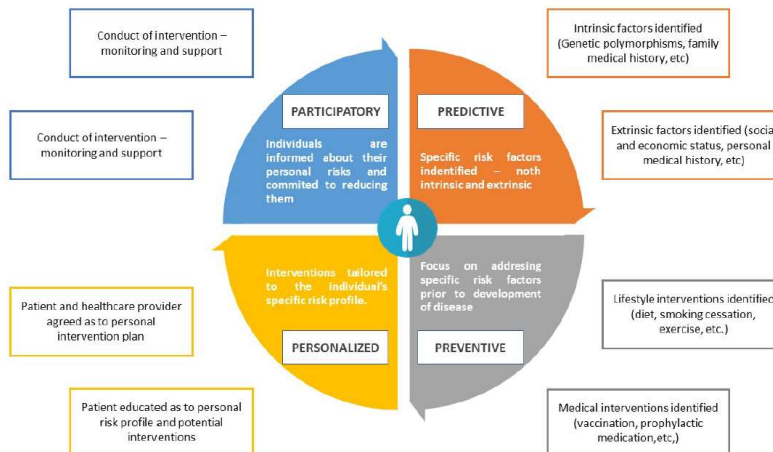 Conduct of intervention –
monitoring and support
Conduct of intervention –
monitoring and support
Patient and healthcare provider
agreed as to personal
intervention plan
Patient educated as to personal
risk profile and potential
interventions
PARTICIPATORY
Individuals are
informed about their
personal risks and
commited to reducing
them
PREDICTIVE
Specific risk factors
indentified – noth
intrinsic and extrinsic
Interventions tailored
to the individual's
specific risk profile.
PERSONALIZED
Focus on addresing
specific risk factors
prior to development
of disease
PREVENTIVE
Intrinsic factors identified
(Genetic polymorphisms, family
medical history, etc)
Extrinsic factors identified (social
and economic status, personal
medical history, etc)
Lifestyle interventions identified
(diet, smoking cessation,
exercise, etc.)
Medical interventions identified
(vaccination, prophylactic
medication,etc,)